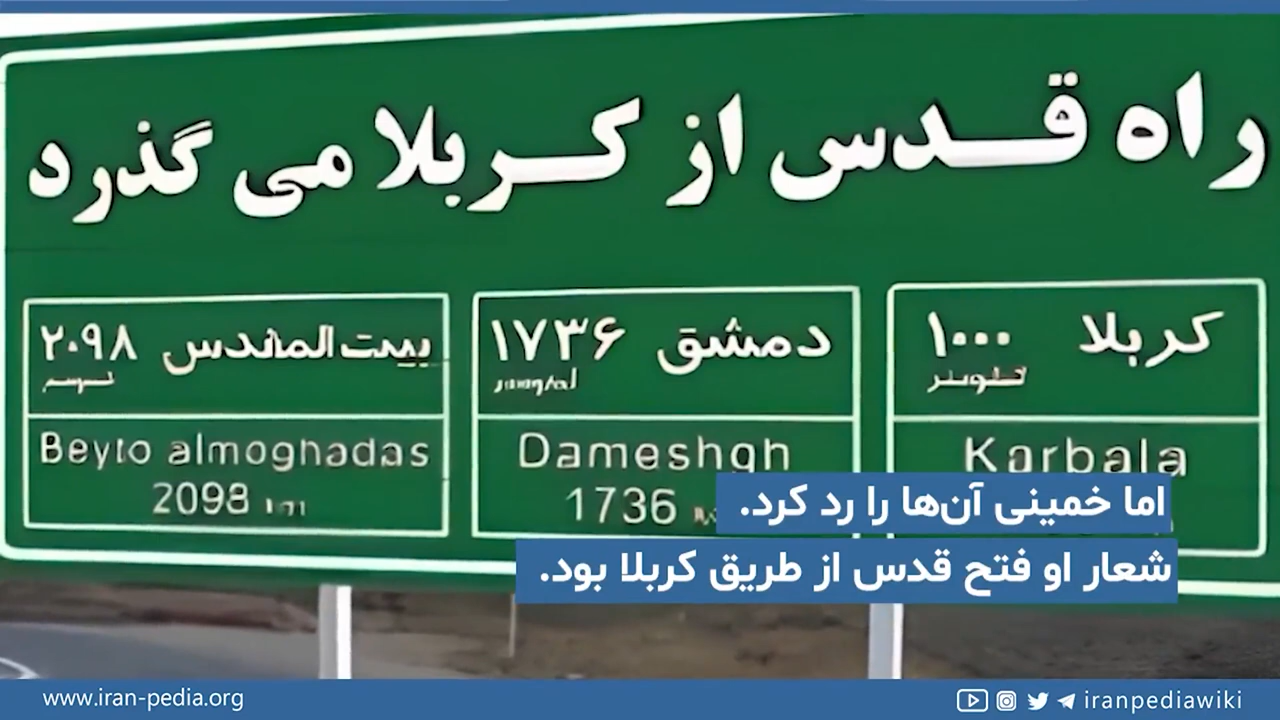 راه قدس از کربلا می گذرد
کربلا ۱۰۰۰
Karbala
دمشق ۱۷۳۶
Dameshgh
1736
بیت المقدس ۲۰۹۸
Beyto almoghadas
2098
اما خمینی آن‌ها را رد کرد.
شعار او فتح قدس از طریق کربلا بود.
www.iran-pedia.org
iranpediawiki